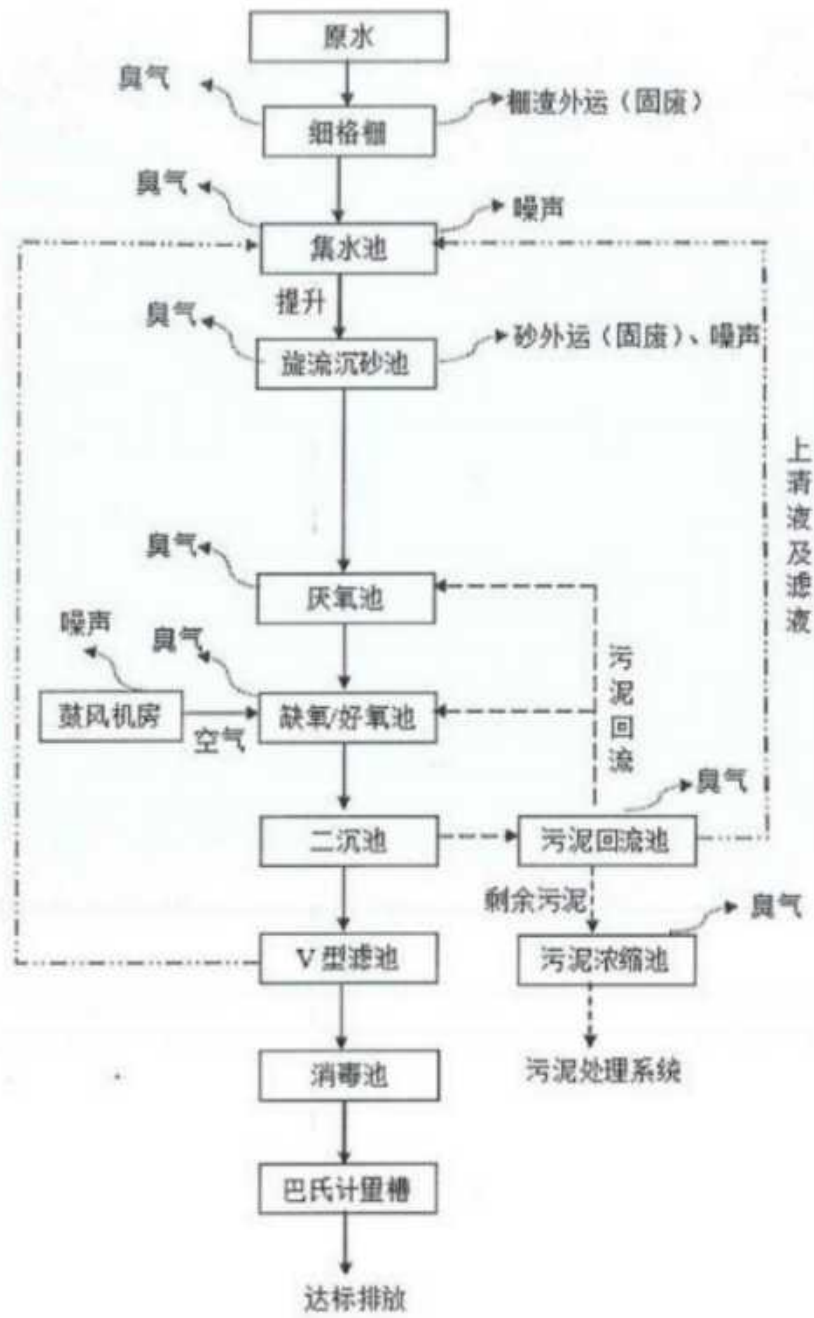 原水
臭气
细格栅
栅渣外运（固废）
臭气
噪声
集水池
提升
臭气
旋流沉砂池
砂外运（固废）、噪声
上清液及滤液
臭气
厌氧池
噪声
臭气
污泥回流
鼓风机房
空气
缺氧/好氧池
臭气
二沉池
污泥回流池
剩余污泥
臭气
V型滤池
污泥浓缩池
消毒池
污泥处理系统
巴氏计量槽
达标排放